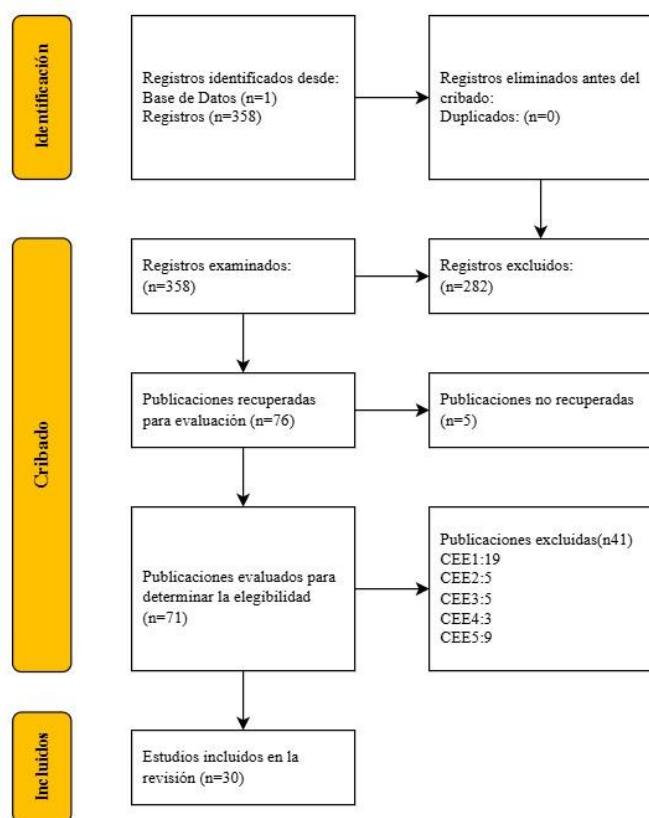 Identificación
Registros identificados desde:
Base de Datos (n=1)
Registros (n=358)
Registros eliminados antes del
cribado:
Duplicados: (n=0)
Cribado
Registros examinados:
(n=358)
Registros excluidos:
(n=282)
Publicaciones recuperadas
para evaluación (n=76)
Publicaciones no recuperadas
(n=5)
Publicaciones evaluados para
determinar la elegibilidad
(n=71)
Publicaciones excluidas(n41)
CEE1:19
CEE2:5
CEE3:5
CEE4:3
CEE5:9
Incluidos
Estudios incluidos en la
revisión (n=30)